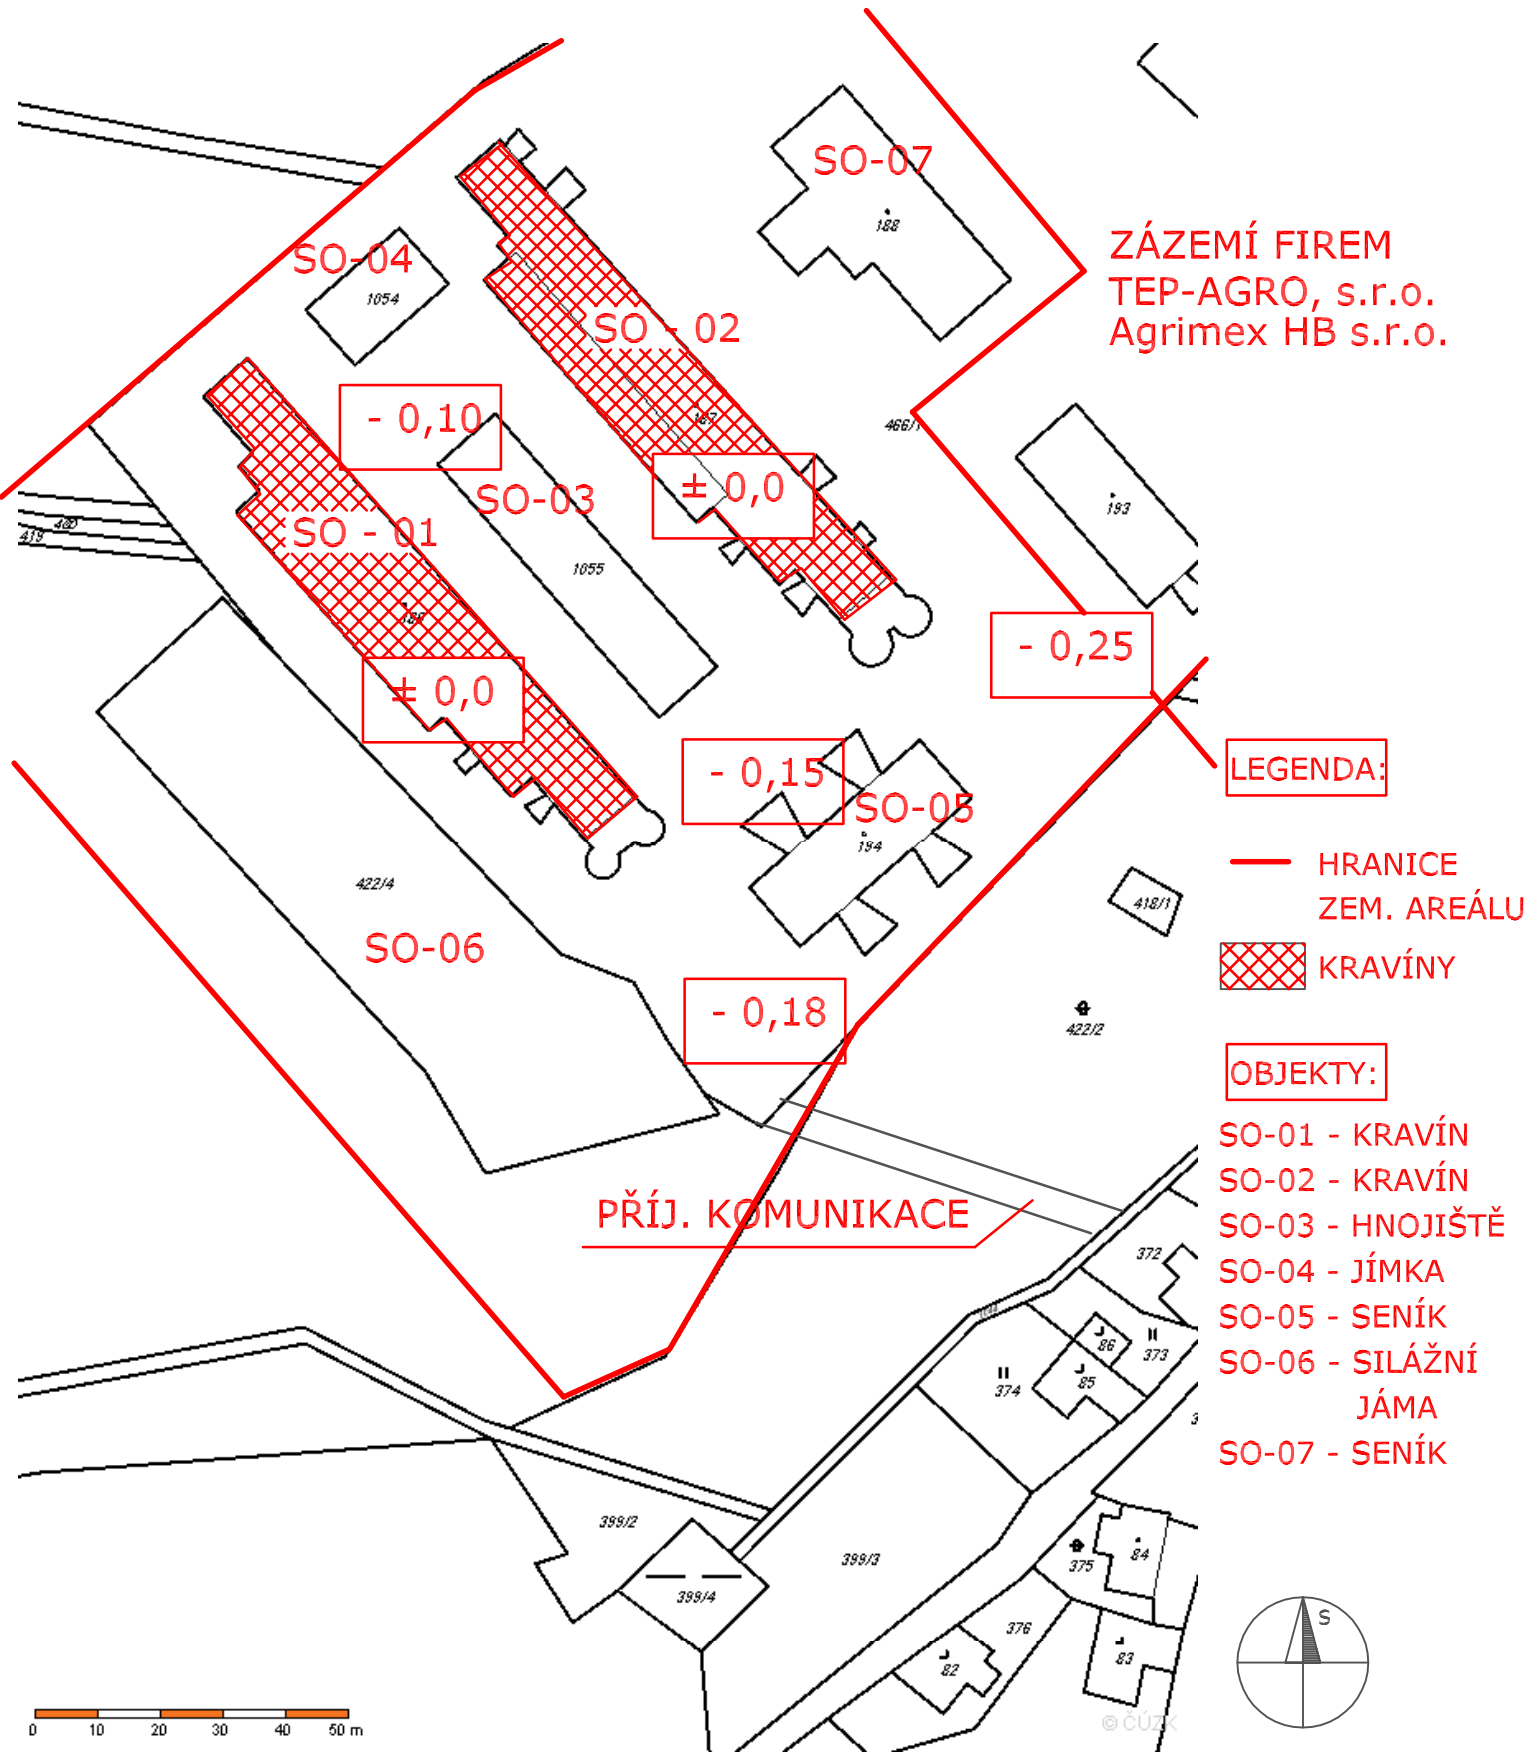 SO-07
188
ZÁZEMÍ FIREM
TEP-AGRO, s.r.o.
Agrimex HB s.r.o.
SO-04
1054
SO - 02
187
466/1
- 0,10
± 0,0
SO-03
193
SO - 01
1055
419
± 0,0
- 0,25
- 0,15
SO-05
194
LEGENDA:
HRANICE
ZEM. AREÁLU
KRAVÍNY
422/4
SO-06
418/1
- 0,18
422/2
OBJEKTY:
SO-01 - KRAVÍN
SO-02 - KRAVÍN
SO-03 - HNOJIŠTĚ
SO-04 - JÍMKA
SO-05 - SENÍK
SO-06 - SILÁŽNÍ
JÁMA
SO-07 - SENÍK
PŘÍJ. KOMUNIKACE
372
86
373
374
85
399/2
399/3
399/4
375
84
376
82
83
S
0 10 20 30 40 50 m
© ČÚZK